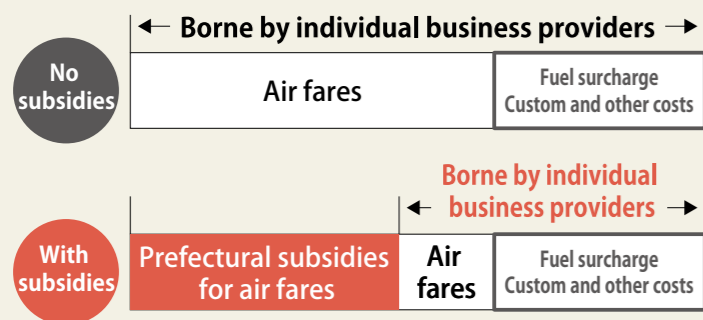 Borne by individual business providers
No
subsidies
Air fares
Fuel surcharge
Custom and other costs
Borne by individual
business providers
With
subsidies
Prefectural subsidies
for air fares
Air
fares
Fuel surcharge
Custom and other costs